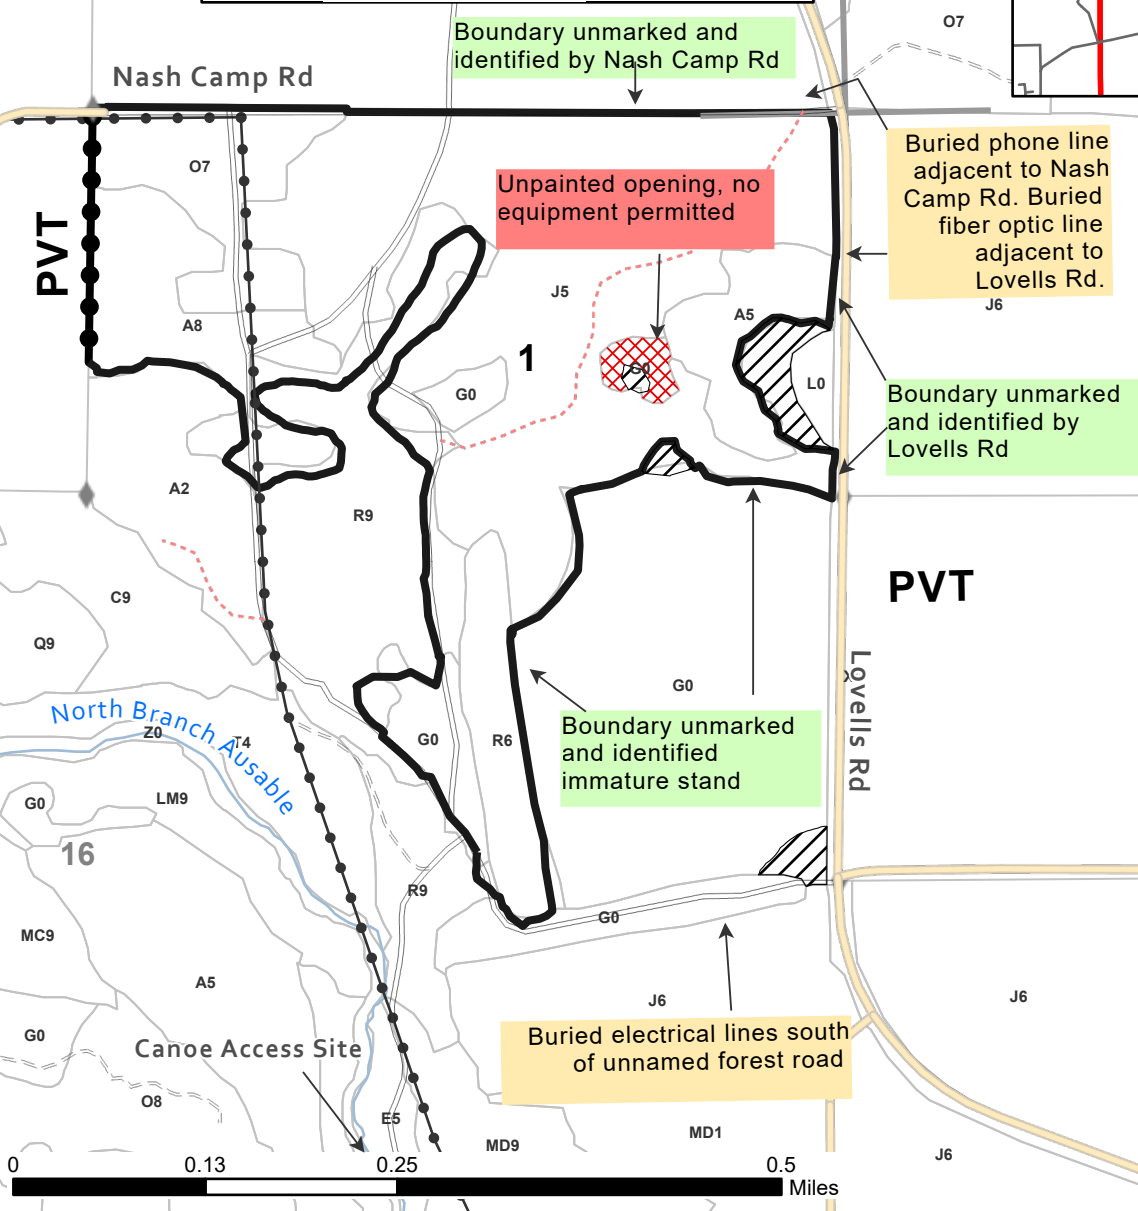 Boundary unmarked and
identified by Nash Camp Rd
O7
Nash Camp Rd
Buried phone line
adjacent to Nash
Camp Rd. Buried
fiber optic line
adjacent to
Lovells Rd.
O7
Unpainted opening, no
equipment permitted
PVT
J5
J6
A8
A5
1
G0
L0
G0
Boundary unmarked
and identified by
Lovells Rd
A2
R9
PVT
C9
Q9
Lovells Rd
G0
North Branch Ausable
Z0
T4
G0
R6
Boundary unmarked
and identified
immature stand
G0
LM9
16
R9
G0
MC9
A5
J6
J6
G0
Canoe Access Site
Buried electrical lines south
of unnamed forest road
O8
E5
MD9
MD1
J6
0 0.13 0.25 0.5
Miles